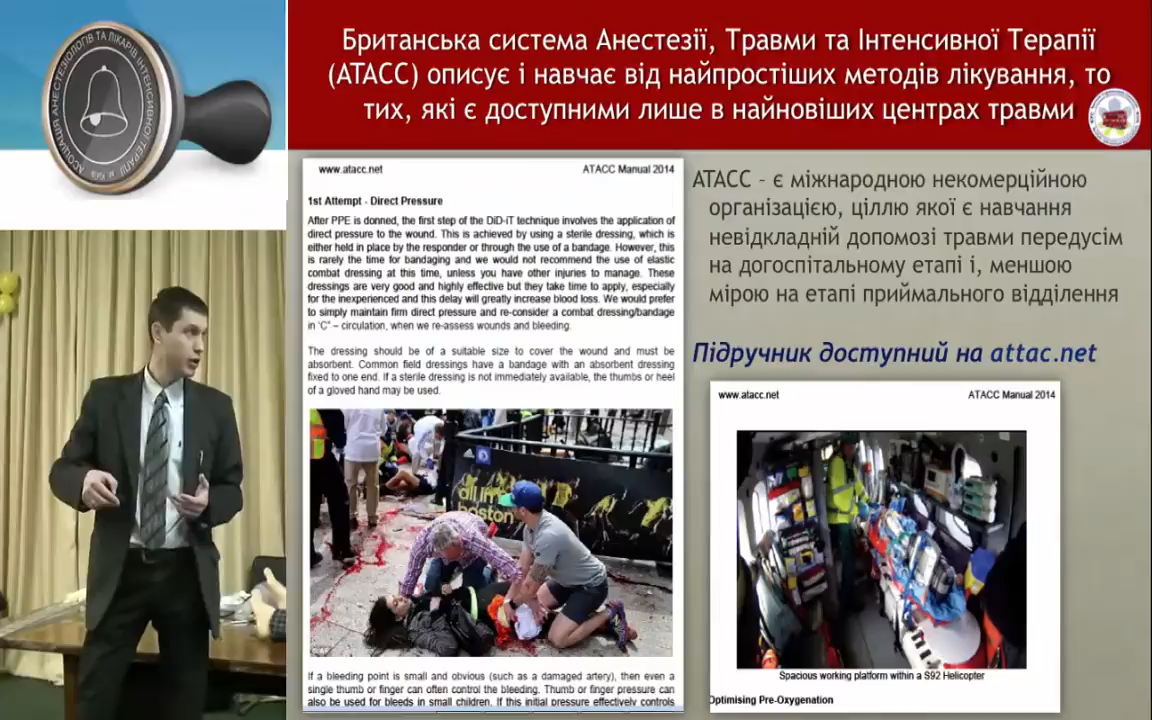 АСОЦІАЦІЯ АНЕСТЕЗІОЛОГІВ ТА ЛІКАРІВ ІНТЕНСИВНОЇ ТЕРАПІЇ
м. Київ
Британська система Анестезії, Травми та Інтенсивної Терапії
(АТАСС) описує і навчає від найпростіших методів лікування, то
тих, які є доступними лише в найновіших центрах травми
www.atacc.net ATACC Manual 2014
1st Attempt - Direct Pressure
After PPE is donned, the first step of the DiD-iT technique involves the application of
direct pressure to the wound. This is achieved by using a sterile dressing, which is
either held in place by the responder or through the use of a bandage. However, this
is rarely the time for bandaging and we would not recommend the use of elastic
combat dressing at this time, unless you have other injuries to manage. These
dressings are very good and highly effective but they take time to apply, especially
for the inexperienced and this delay will greatly increase blood loss. We would prefer
to simply maintain firm direct pressure and re-consider a combat dressing/bandage
in 'C" – circulation, when we re-assess wounds and bleeding.
The dressing should be of a suitable size to cover the wound and must be
absorbent. Common field dressings have a bandage with an absorbent dressing
fixed to one end. If a sterile dressing is not immediately available, the thumbs or heel
of a gloved hand may be used.
adidas
all in
boston
If a bleeding point is small and obvious (such as a damaged artery), then even a
single thumb or finger can often control the bleeding. Thumb or finger pressure can
also be used for bleeds in small children. If this initial pressure effectively controls
АТАСС – є міжнародною некомерційною
організацією, ціллю якої є навчання
невідкладній допомозі травми передусім
на догоспітальному етапі і, меншою
мірою на етапі приймального відділення
Підручник доступний на attac.net
www.atacc.net ATACC Manual 2014
Spacious working platform within a S92 Helicopter
Optimising Pre-Oxygenation